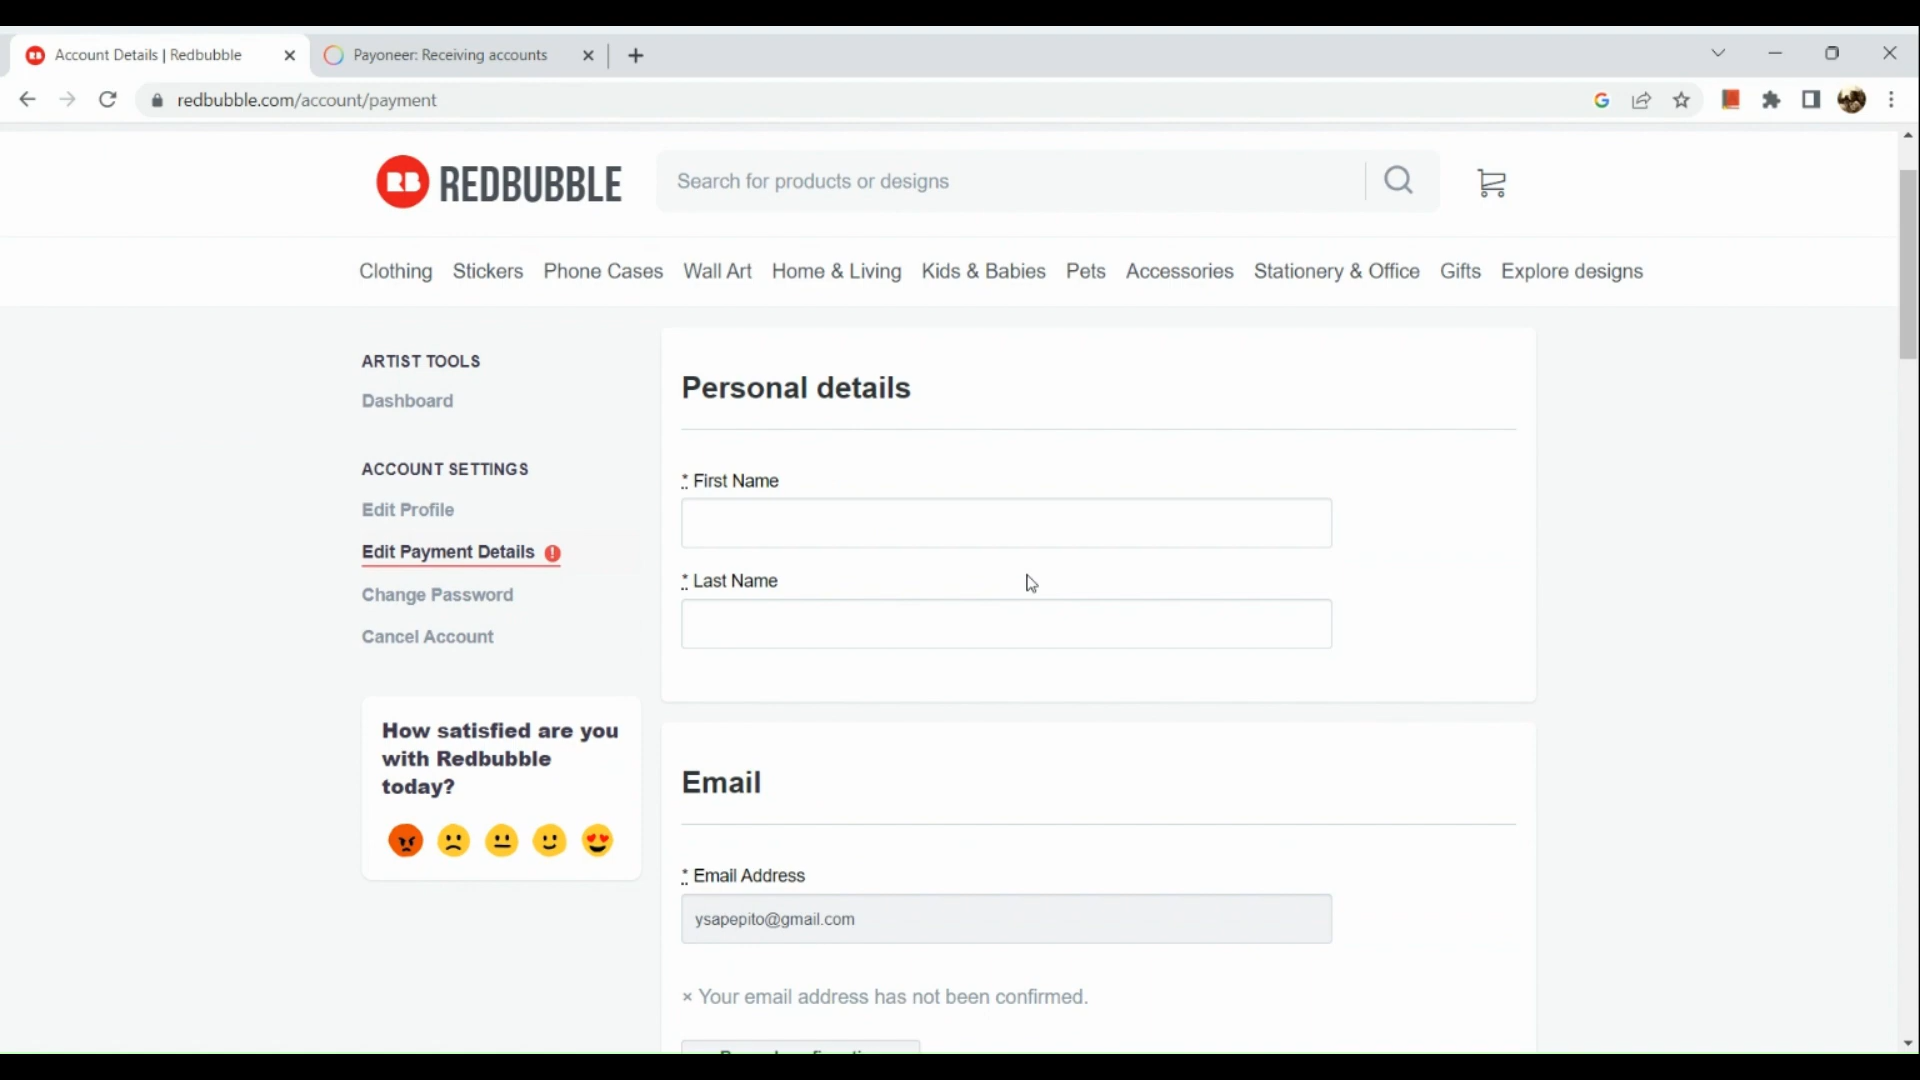 Account Details | Redbubble
Payoneer: Receiving accounts
redbubble.com/account/payment
RB REDBUBBLE
Search for products or designs
Clothing Stickers Phone Cases Wall Art Home & Living Kids & Babies Pets Accessories Stationery & Office Gifts Explore designs
ARTIST TOOLS
Dashboard
ACCOUNT SETTINGS
Edit Profile
Edit Payment Details
Change Password
Cancel Account
How satisfied are you
with Redbubble
today?
Personal details
* First Name
* Last Name
Email
* Email Address
ysapepito@gmail.com
× Your email address has not been confirmed.